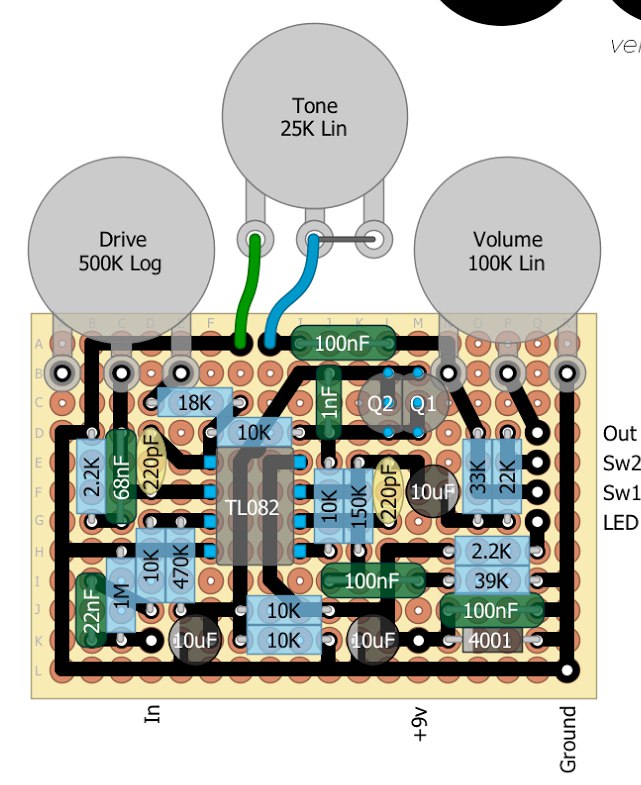 ver
Tone
25K Lin
Drive
500K Log
Volume
100K Lin
A
100nF
B
C
18K
1nF
Q2
Q1
D
10K
Out
E
2.2K
68nF
220pF
TL082
10K
150K
220pF
10uF
33K
22K
Sw2
F
Sw1
G
LED
H
2.2K
I
22nF
1M
10K
470K
100nF
39K
J
10K
100nF
K
10uF
10K
10uF
4001
L
In
+9v
Ground